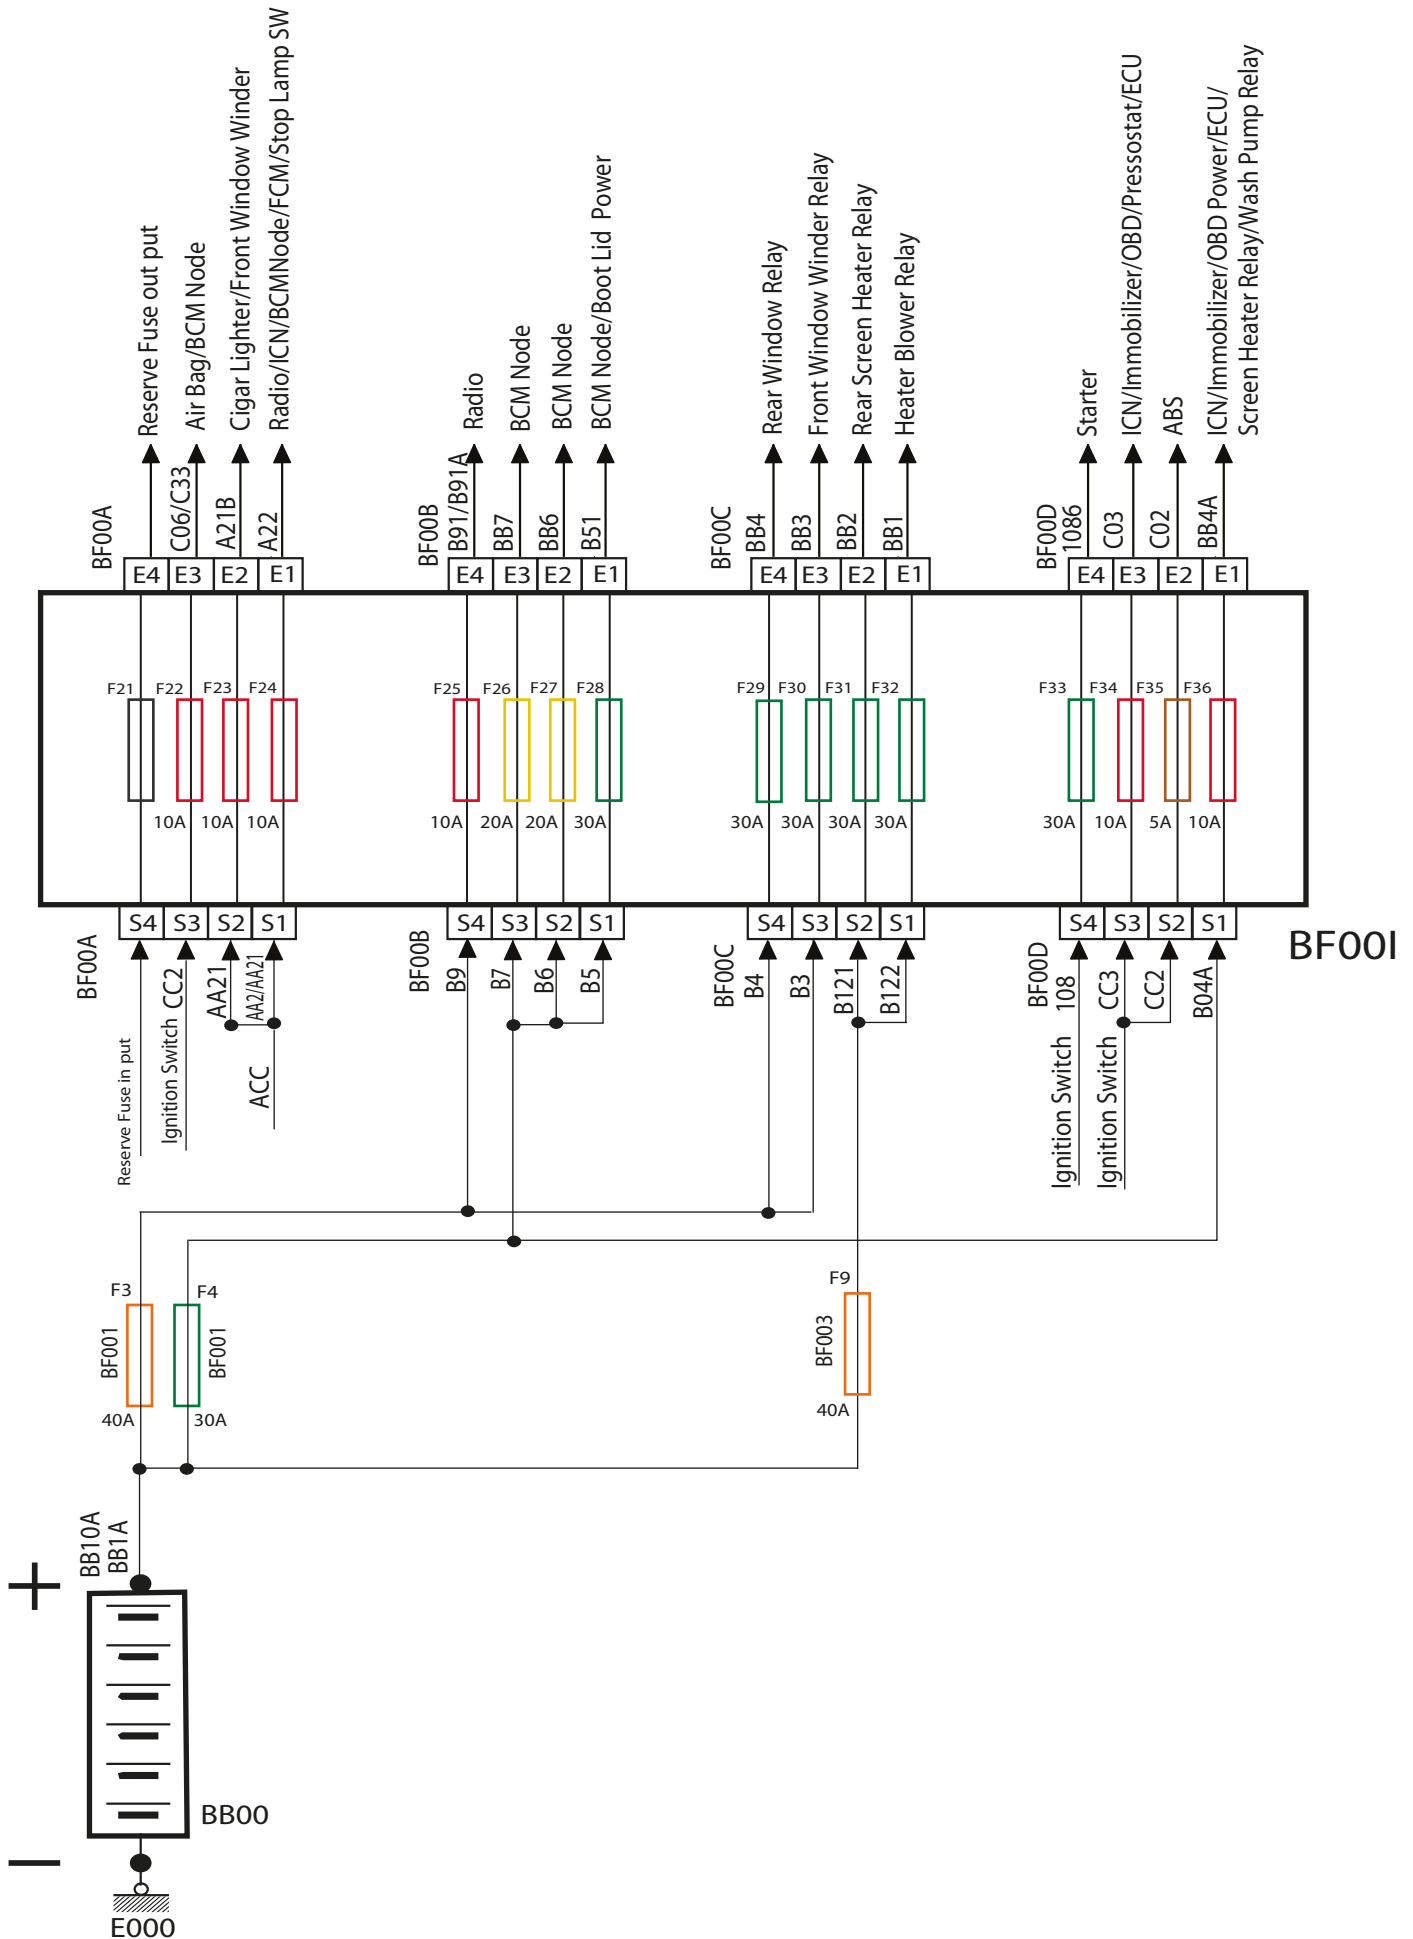 Reserve Fuse out put
Air Bag/BCM Node
Cigar Lighter/Front Window Winder
Radio/ICN/BCMNode/FCM/Stop Lamp SW
Radio
BCM Node
BCM Node
BCM Node/Boot Lid Power
Rear Window Relay
Front Window Winder Relay
Rear Screen Heater Relay
Heater Blower Relay
Starter
ICN/Immobilizer/OBD/Pressostat/ECU
ABS
ICN/Immobilizer/OBD Power/ECU/
Screen Heater Relay/Wash Pump Relay
BF00A
C06/C33
A21B
A22
BF00B
B91/B91A
BB7
BB6
B51
BF00C
BB4
BB3
BB2
BB1
BF00D
1086
C03
C02
BB4A
E4 E3 E2 E1
E4 E3 E2 E1
E4 E3 E2 E1
E4 E3 E2 E1
F21 F22 F23 F24
F25 F26 F27 F28
F29 F30 F31 F32
F33 F34 F35 F36
10A 10A 10A
10A 20A 20A 30A
30A 30A 30A 30A
30A 10A 5A 10A
S4 S3 S2 S1
S4 S3 S2 S1
S4 S3 S2 S1
S4 S3 S2 S1
BF00I
BF00A
Reserve Fuse in put
Ignition Switch CC2
AA21
AA2/AA21
ACC
BF00B
B9
B7
B6
B5
BF00C
B4
B3
B121
B122
BF00D
108
Ignition Switch
CC3
Ignition Switch
CC2
B04A
F3
BF001
40A
F4
BF001
30A
F9
BF003
40A
BB10A
BB1A
+
BB00
−
E000